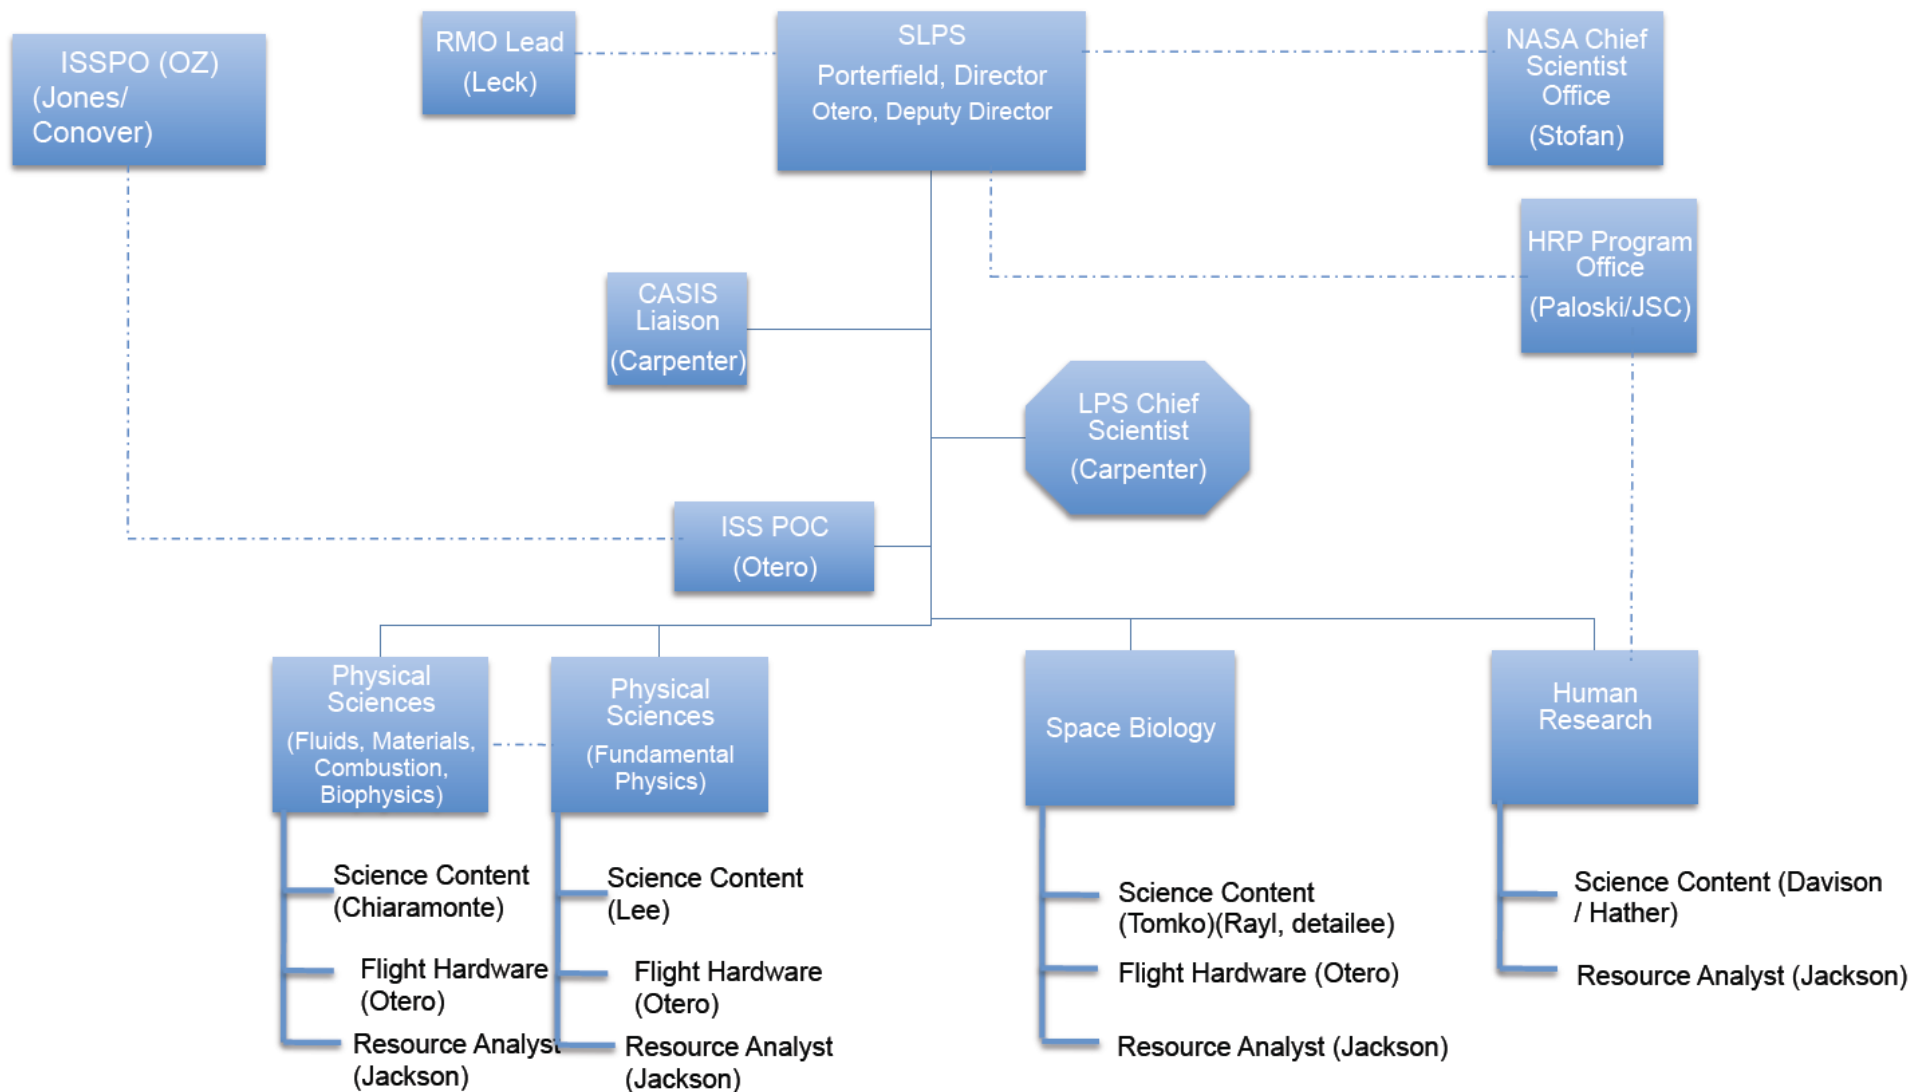 ISSPO (OZ)
(Jones/
Conover)
RMO Lead
(Leck)
SLPS
Porterfield, Director
Otero, Deputy Director
NASA Chief
Scientist
Office
(Stofan)
HRP Program
Office
(Paloski/JSC)
CASIS
Liaison
(Carpenter)
LPS Chief
Scientist
(Carpenter)
ISS POC
(Otero)
Physical
Sciences
(Fluids, Materials,
Combustion,
Biophysics)
Physical
Sciences
(Fundamental
Physics)
Space Biology
Human
Research
Science Content
(Chiaramonte)
Flight Hardware
(Otero)
Resource Analyst
(Jackson)
Science Content
(Lee)
Flight Hardware
(Otero)
Resource Analyst
(Jackson)
Science Content
(Tomko)(Rayl, detailee)
Flight Hardware (Otero)
Resource Analyst (Jackson)
Science Content (Davison
/ Hather)
Resource Analyst (Jackson)